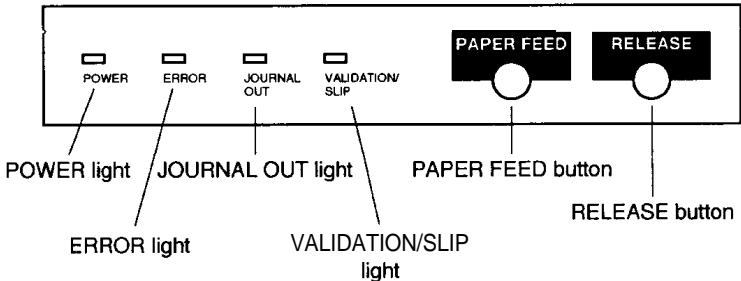 PAPER FEED RELEASE
POWER ERROR JOURNAL OUT VALIDATION/ SLIP
POWER light JOURNAL OUT light PAPER FEED button
RELEASE button
ERROR light VALIDATION/SLIP
light